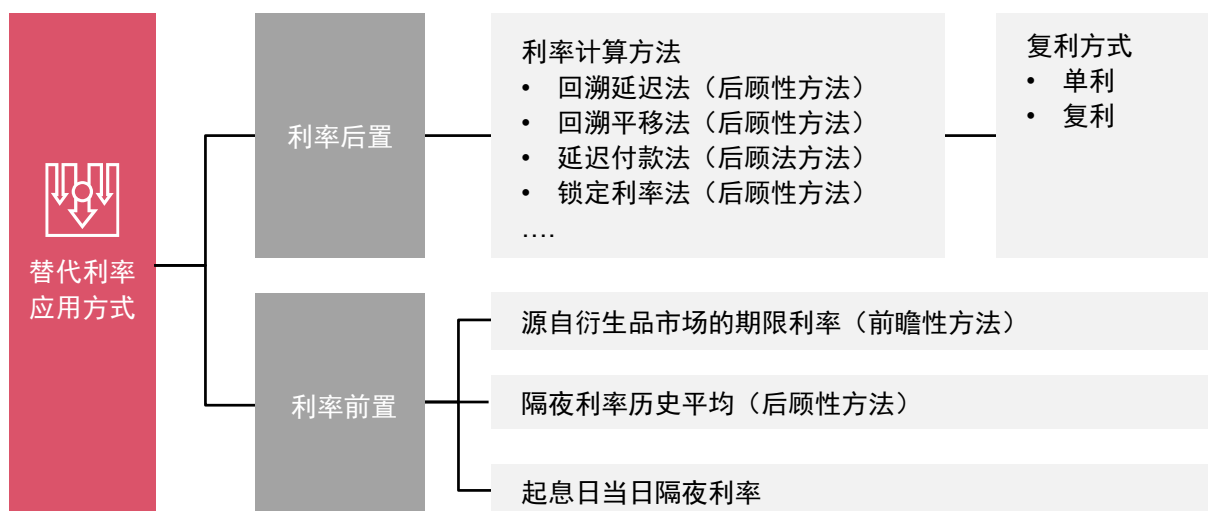 替代利率
应用方式
利率后置
利率计算方法
• 回溯延迟法（后顾性方法）
• 回溯平移法（后顾性方法）
• 延迟付款法（后顾法方法）
• 锁定利率法（后顾性方法）
….
复利方式
• 单利
• 复利
利率前置
源自衍生品市场的期限利率（前瞻性方法）
隔夜利率历史平均（后顾性方法）
起息日当日隔夜利率